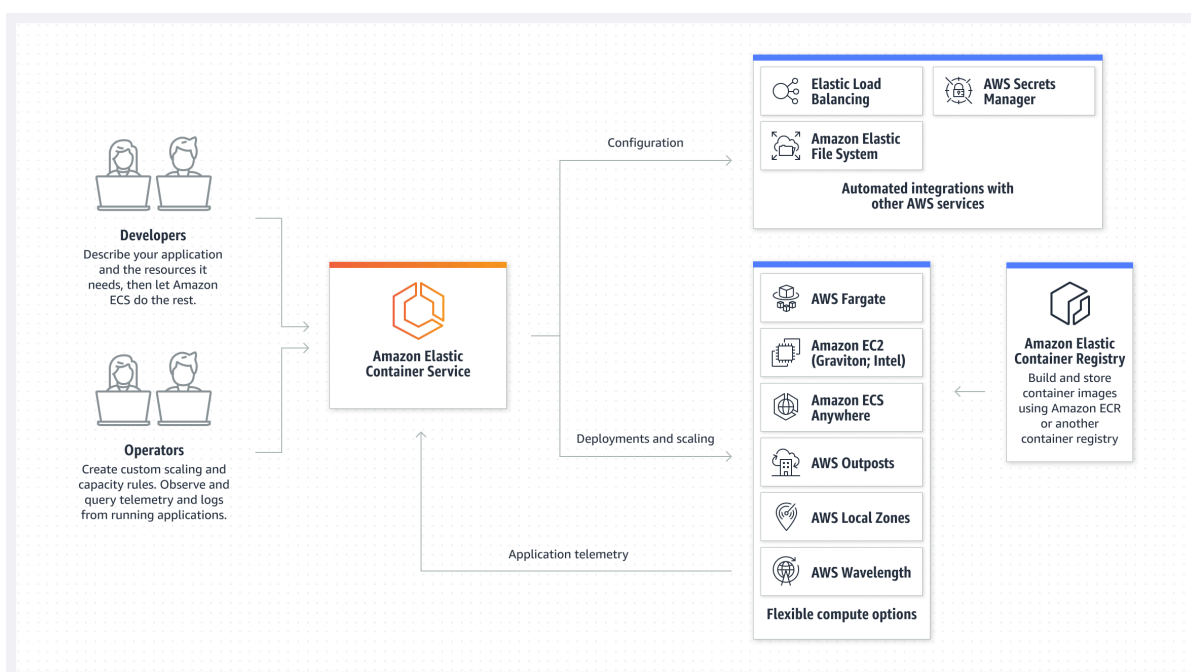 Developers
Describe your application
and the resources it
needs, then let Amazon
ECS do the rest.
Operators
Create custom scaling and
capacity rules. Observe and
query telemetry and logs
from running applications.
Amazon Elastic
Container Service
Configuration
Deployments and scaling
Application telemetry
Elastic Load
Balancing
AWS Secrets
Manager
Amazon Elastic
File System
Automated integrations with
other AWS services
AWS Fargate
Amazon EC2
(Graviton; Intel)
Amazon ECS
Anywhere
AWS Outposts
AWS Local Zones
AWS Wavelength
Flexible compute options
Amazon Elastic
Container Registry
Build and store
container images
using Amazon ECR
or another
container registry